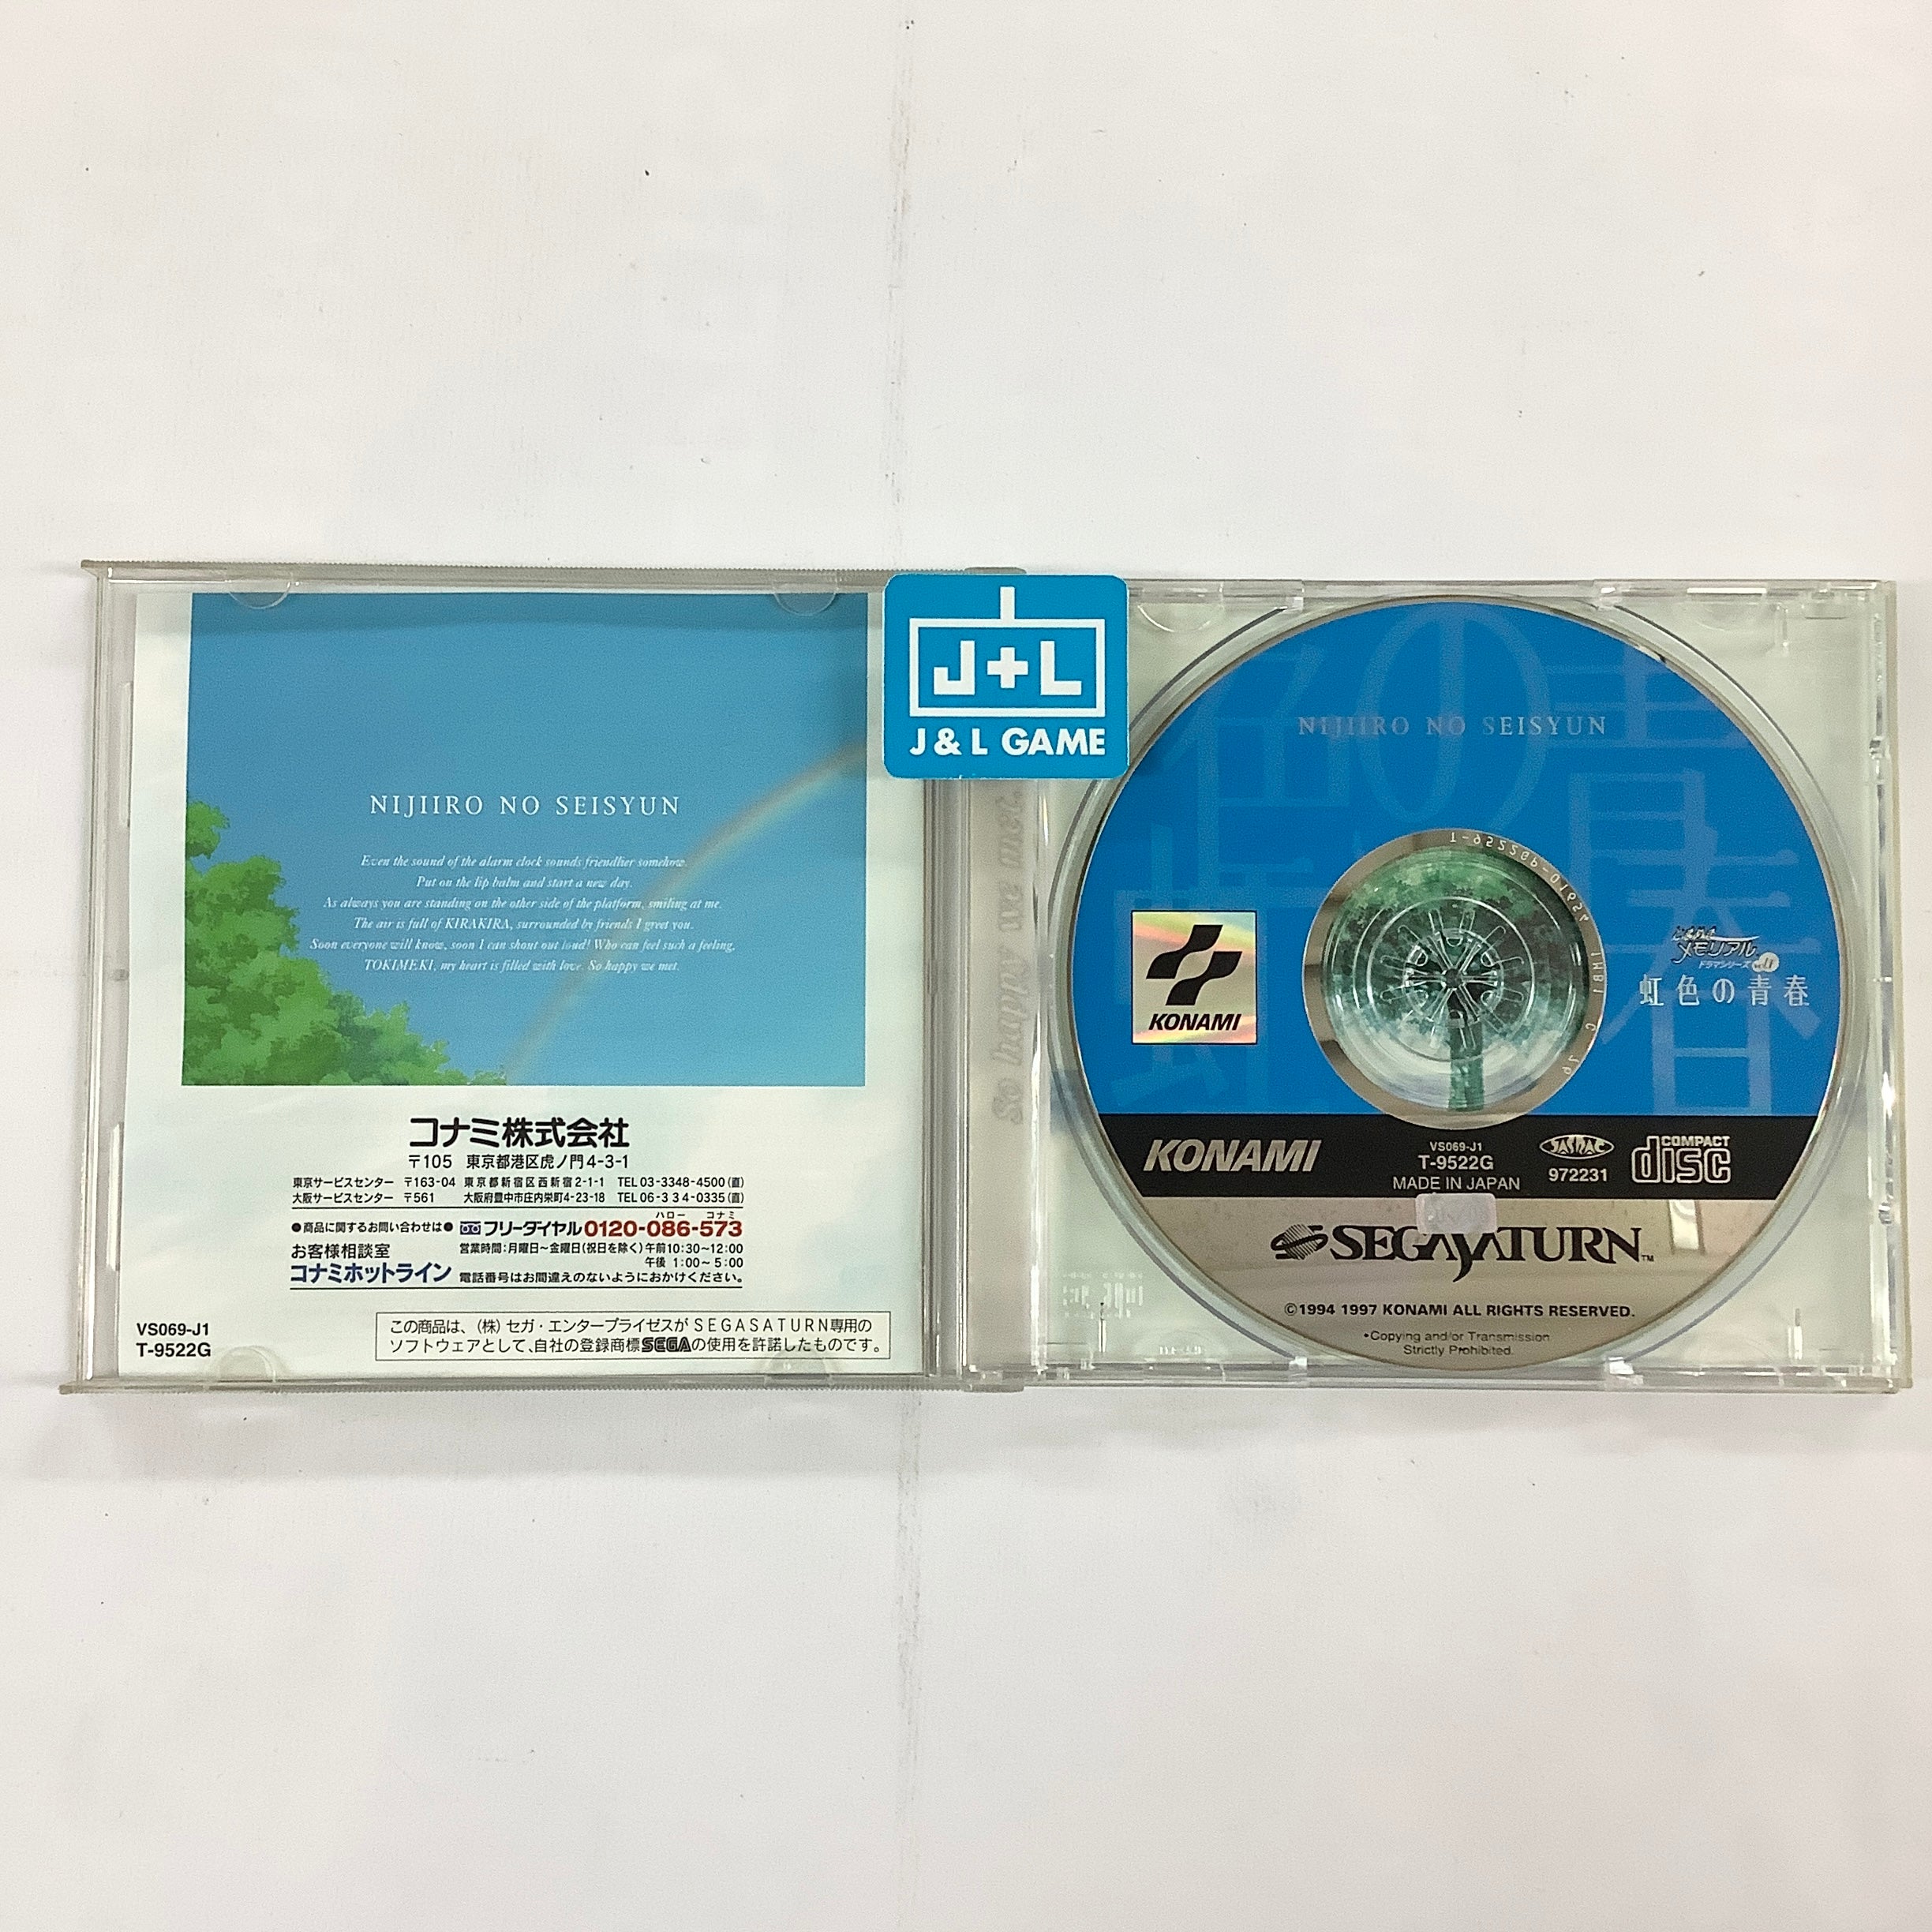 J+L
J & L GAME
NIJIIRO NO SEISYUN
Even the sound of the alarm clock sounds friendlier somehow.
Put on the lip balm and start a new day.
As always you are standing on the other side of the platform, smiling at me.
The air is full of KIRAKIRA, surrounded by friends I greet you.
Soon everyone will know, soon I can shout out loud! Who can feel such a feeling,
TOKIMEKI, my heart is filled with love. So happy we met.
コナミ株式会社
〒105 東京都港区虎ノ門4-3-1
東京サービスセンター 〒163-04 東京都新宿区西新宿2-1-1 TEL03-3348-4500(直)
大阪サービスセンター 〒561 大阪府豊中市庄内栄町4-23-18 TEL06-334-0335(直)
ハロー コナミ
●商品に関するお問い合わせは● フリーダイヤル0120-086-573
お客様相談室
コナミホットライン
営業時間:月曜日~金曜日(祝日を除く)午前10:30~12:00
午後 1:00~5:00
電話番号はお間違えのないようにおかけください。
VS069-J1
T-9522G
この商品は、(株)セガ・エンタープライゼスがSEGASATURN専用の
ソフトウェアとして、自社の登録商標SEGAの使用を許諾したものです。
So happy we met.
虹色の青春
NIJIIRO NO SEISYUN
KONAMI
ときめき
メモリアル
ドラマシリーズ vol.1
虹色の青春
KONAMI
VS069-J1
T-9522G
MADE IN JAPAN
JASRAC
972231
COMPACT
disc
SEGA SATURN™
©1994 1997 KONAMI ALL RIGHTS RESERVED.
•Copying and/or Transmission
Strictly Prohibited.